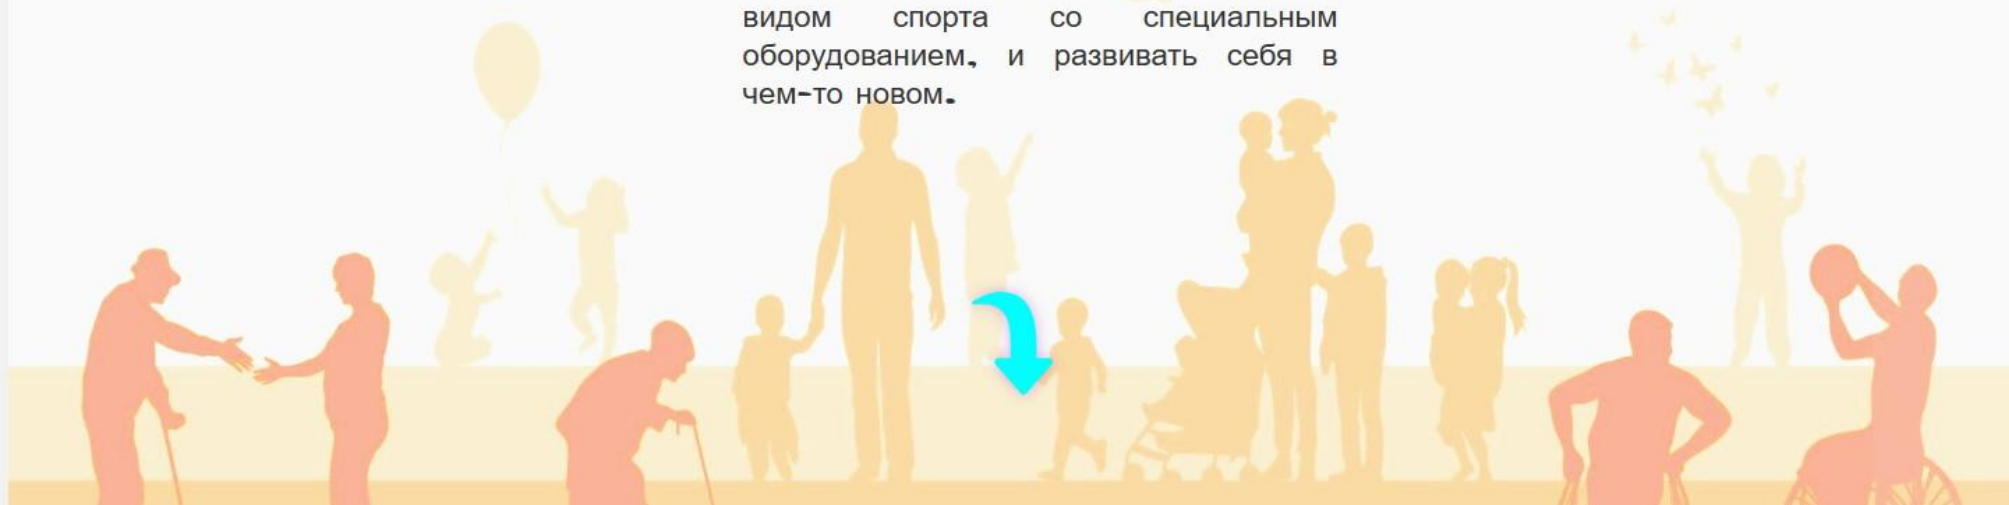 видом спорта со специальным
оборудованием, и развивать себя в
чем-то новом.